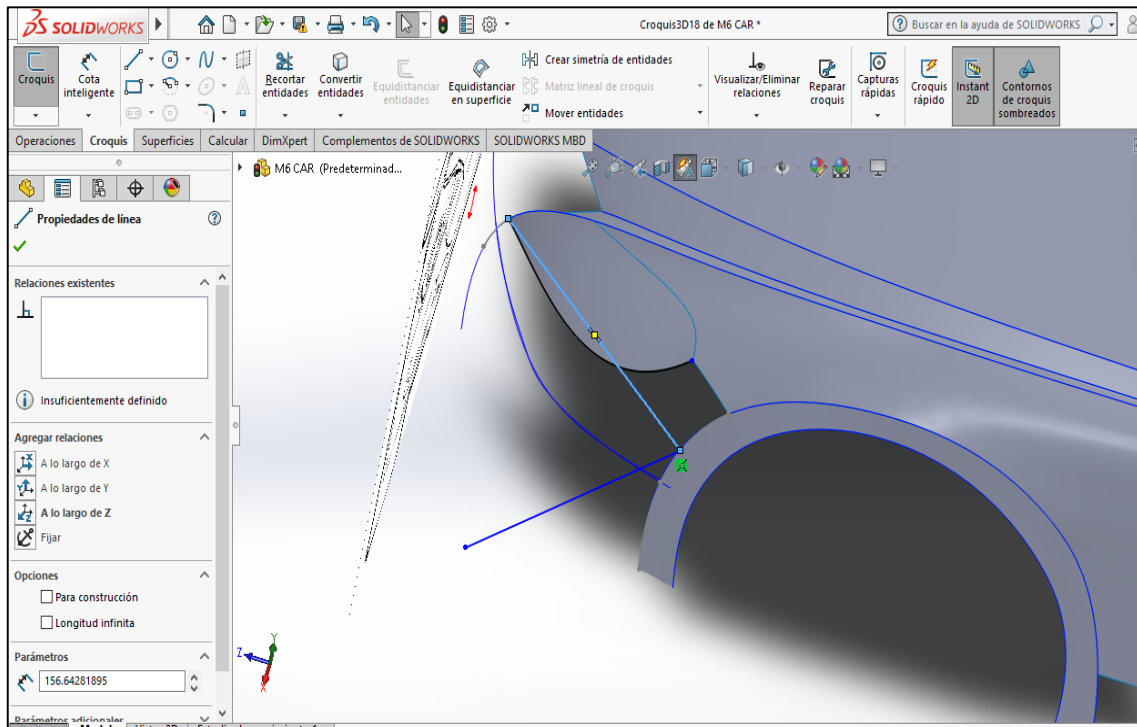 SOLIDWORKS
Croquis3D18 de M6 CAR *
Buscar en la ayuda de SOLIDWORKS
Croquis
Cota inteligente
Recortar entidades
Convertir entidades
Equidistanciar entidades
Equidistanciar en superficie
Crear simetría de entidades
Matriz lineal de croquis
Mover entidades
Visualizar/Eliminar relaciones
Reparar croquis
Capturas rápidas
Croquis rápido
Instant 2D
Contornos de croquis sombreados
Operaciones
Croquis
Superficies
Calcular
DimXpert
Complementos de SOLIDWORKS
SOLIDWORKS MBD
M6 CAR (Predeterminad...
Propiedades de línea
Relaciones existentes
Insuficientemente definido
Agregar relaciones
A lo largo de X
A lo largo de Y
A lo largo de Z
Fijar
Opciones
Para construcción
Longitud infinita
Parámetros
156.64281895
Parámetros adicionales
Y
Z
X